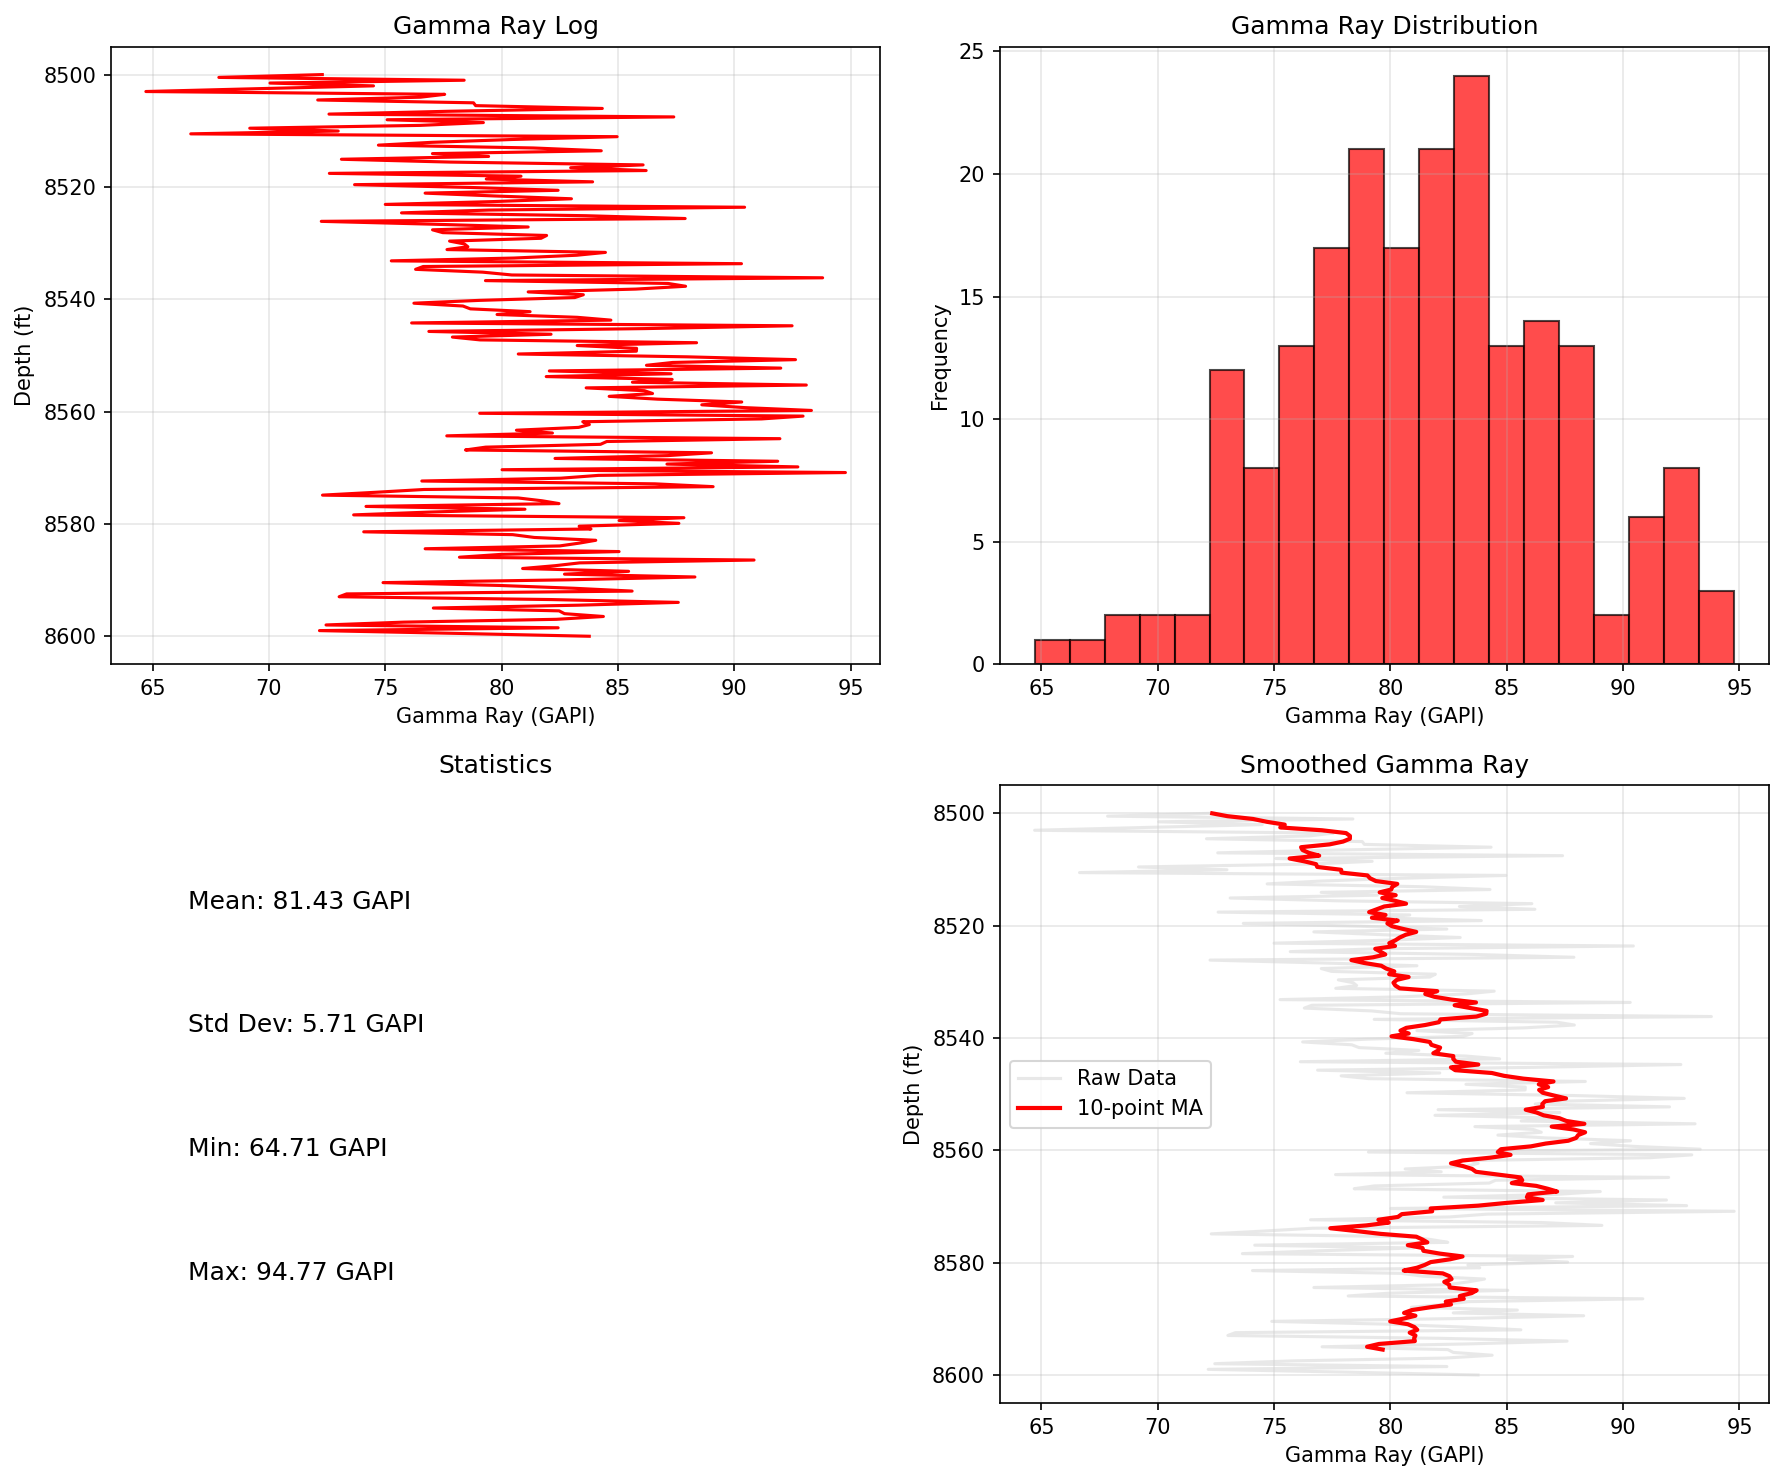 Gamma Ray Log
8500
8520
8540
8560
8580
8600
Depth (ft)
65 70 75 80 85 90 95
Gamma Ray (GAPI)
Gamma Ray Distribution
25
20
15
10
5
0
Frequency
65 70 75 80 85 90 95
Gamma Ray (GAPI)
Statistics
Mean: 81.43 GAPI
Std Dev: 5.71 GAPI
Min: 64.71 GAPI
Max: 94.77 GAPI
Smoothed Gamma Ray
8500
8520
8540
8560
8580
8600
Depth (ft)
Raw Data
10-point MA
65 70 75 80 85 90 95
Gamma Ray (GAPI)